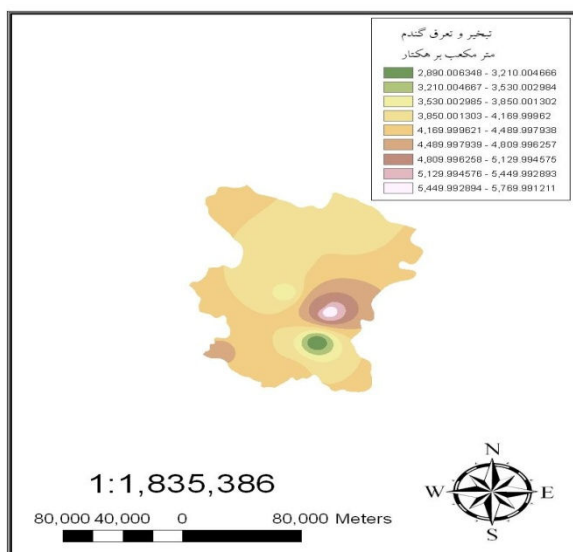 تبخیر و تعرق گندم
متر مکعب بر هکتار
2,890.006348 - 3,210.004666
3,210.004667 - 3,530.002984
3,530.002985 - 3,850.001302
3,850.001303 - 4,169.99962
4,169.999621 - 4,489.997938
4,489.997939 - 4,809.996257
4,809.996258 - 5,129.994575
5,129.994576 - 5,449.992893
5,449.992894 - 5,769.991211
1:1,835,386
80,000 40,000 0 80,000 Meters
N
W E
S